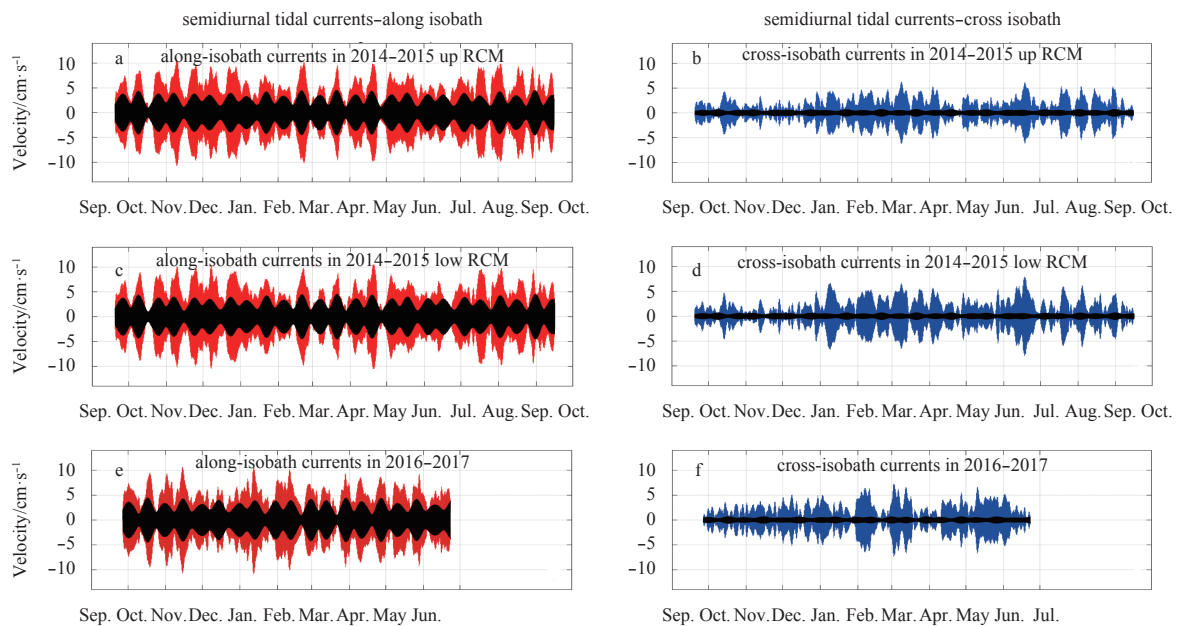 semidiurnal tidal currents-along isobath
semidiurnal tidal currents-cross isobath
Velocity/cm·s⁻¹
a
along-isobath currents in 2014-2015 up RCM
10
5
0
-5
-10
Sep. Oct. Nov. Dec. Jan. Feb. Mar. Apr. May Jun. Jul. Aug. Sep. Oct.
b
cross-isobath currents in 2014-2015 up RCM
10
5
0
-5
-10
Sep. Oct. Nov. Dec. Jan. Feb. Mar. Apr. May Jun. Jul. Aug. Sep. Oct.
Velocity/cm·s⁻¹
c
along-isobath currents in 2014-2015 low RCM
10
5
0
-5
-10
Sep. Oct. Nov. Dec. Jan. Feb. Mar. Apr. May Jun. Jul. Aug. Sep. Oct.
d
cross-isobath currents in 2014-2015 low RCM
10
5
0
-5
-10
Sep. Oct. Nov. Dec. Jan. Feb. Mar. Apr. May Jun. Jul. Aug. Sep. Oct.
Velocity/cm·s⁻¹
e
along-isobath currents in 2016-2017
10
5
0
-5
-10
Sep. Oct. Nov. Dec. Jan. Feb. Mar. Apr. May Jun.
f
cross-isobath currents in 2016-2017
10
5
0
-5
-10
Sep. Oct. Nov. Dec. Jan. Feb. Mar. Apr. May Jun. Jul.